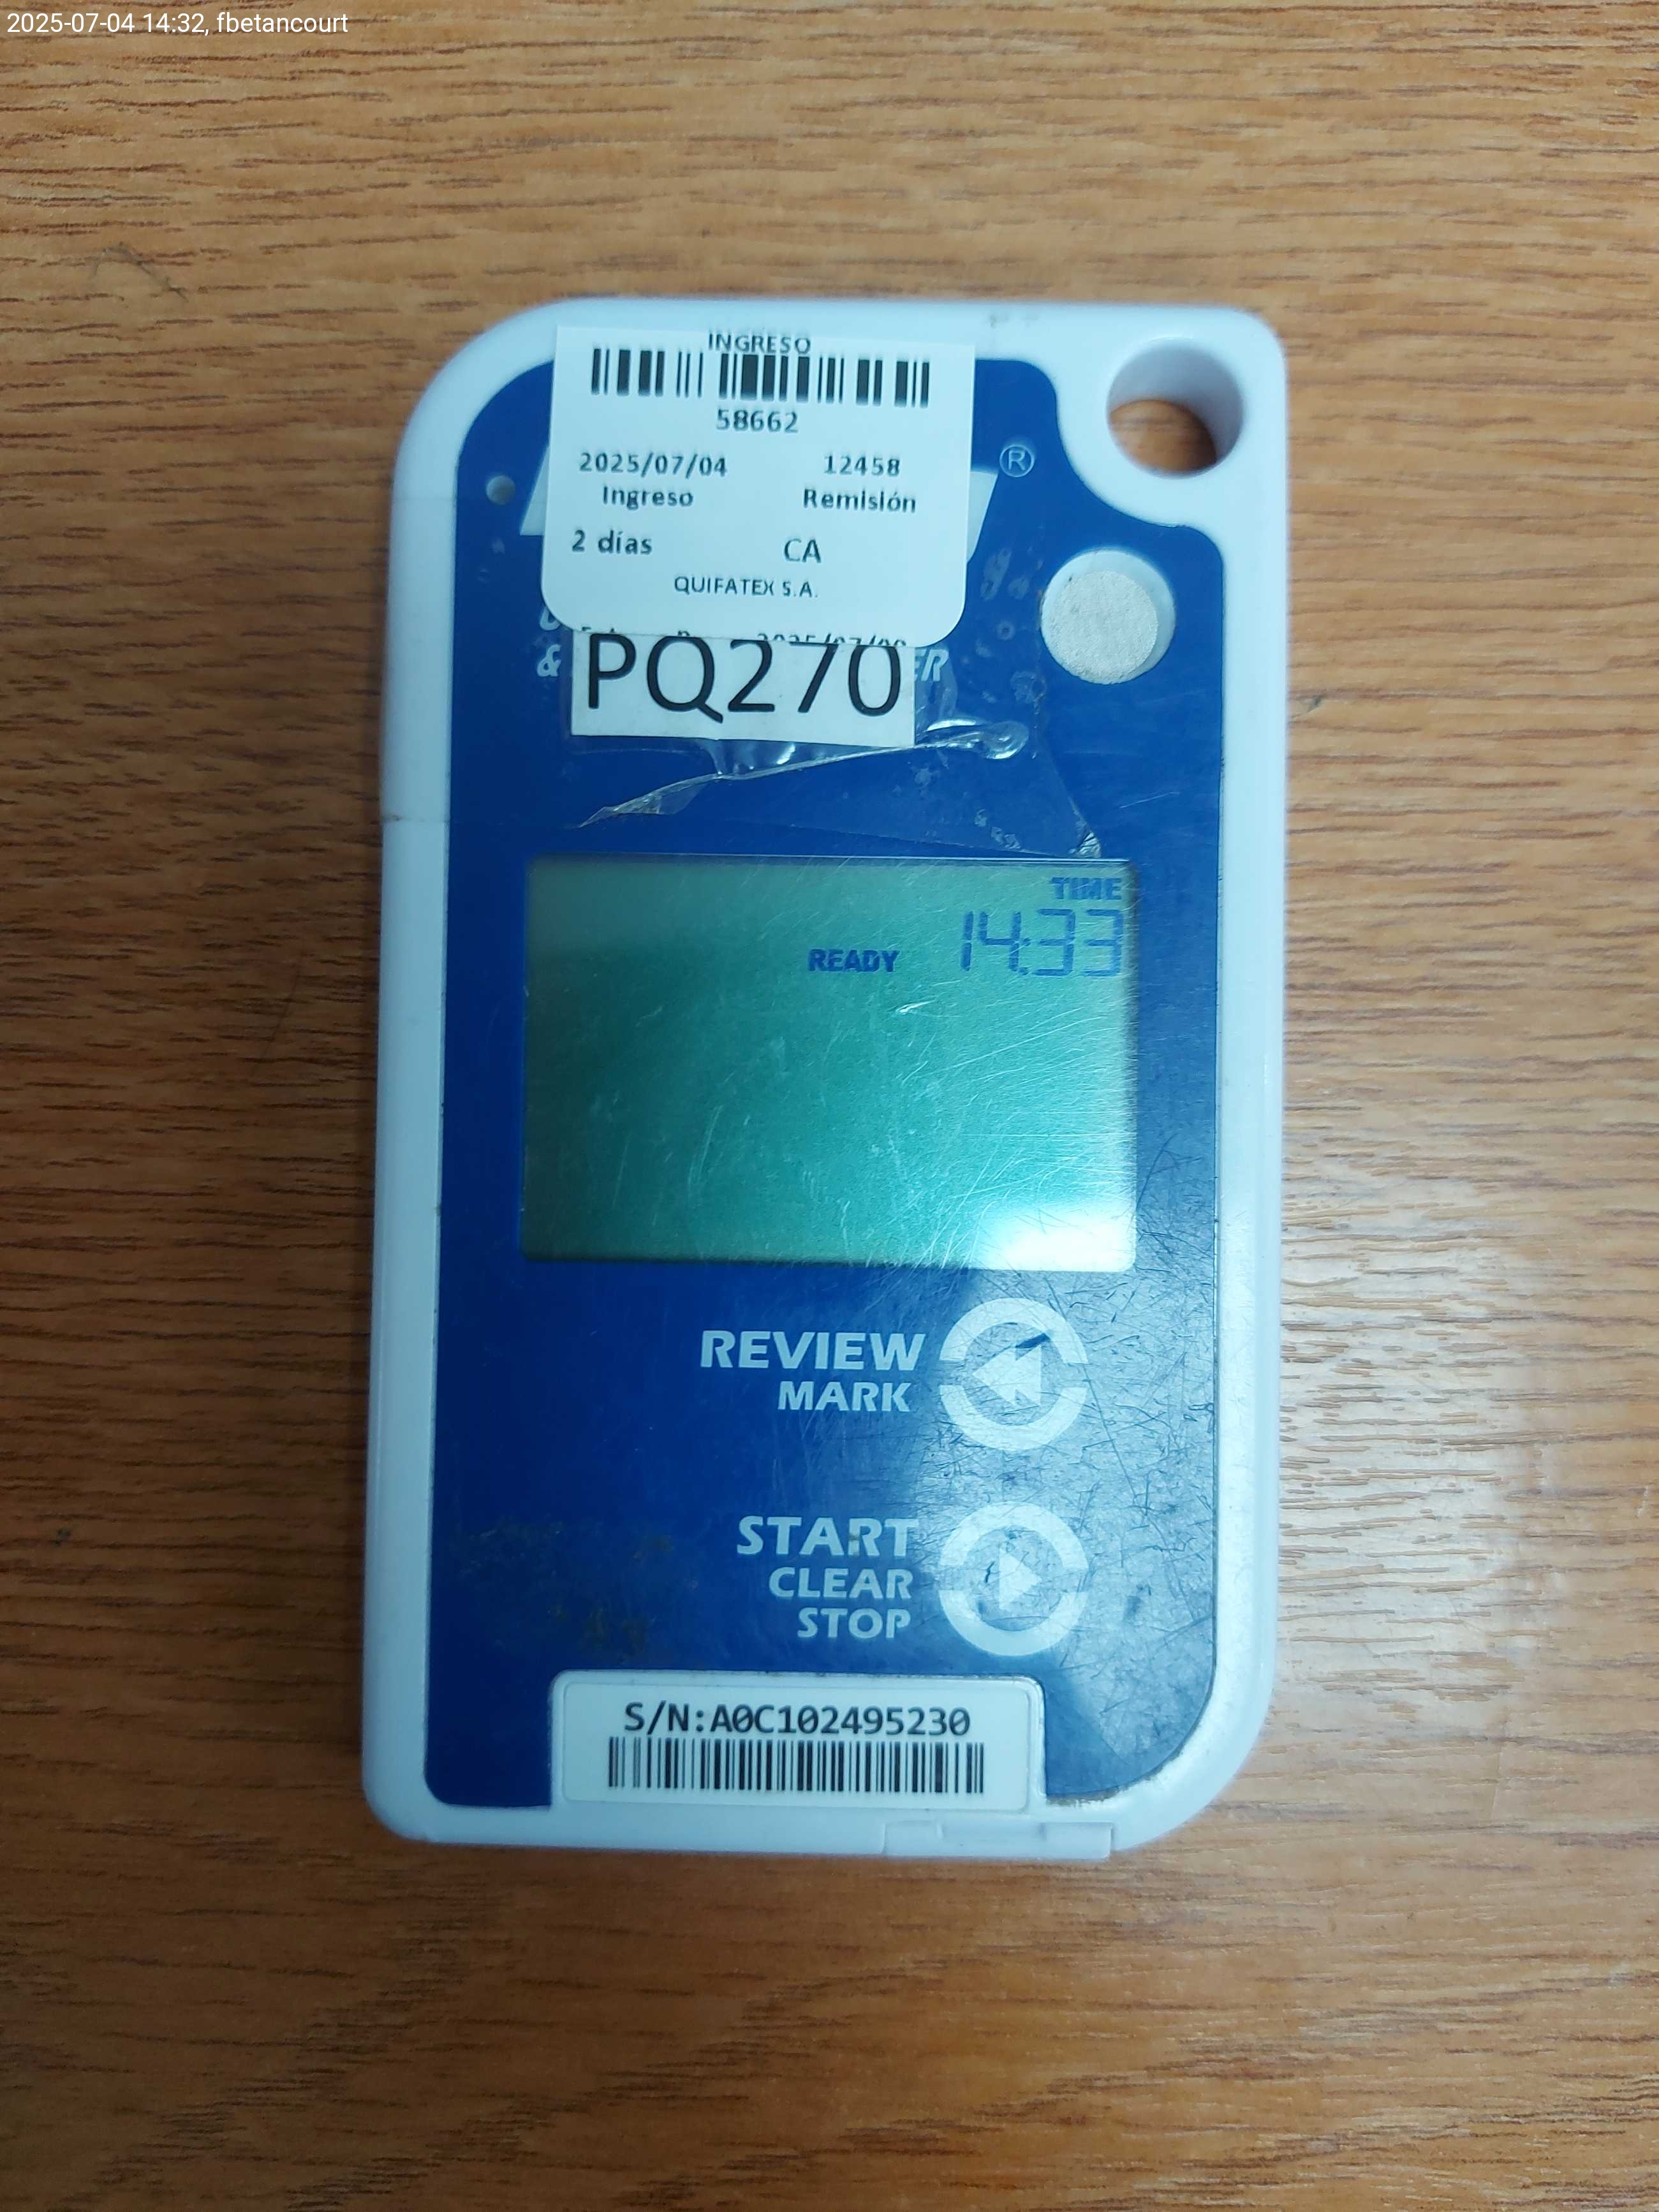 2025-07-04 14:32, fbetancourt
INGRESO
58662
2025/07/04 12458
Ingreso Remisión
2 días CA
QUIFATEX S.A.
®
&
PQ270
ER
TIME
READY 14:33
REVIEW
MARK
START
CLEAR
STOP
S/N:A0C102495230